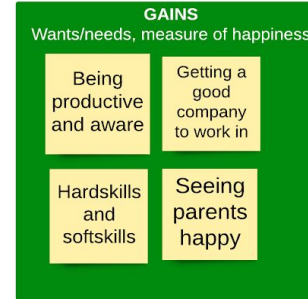 GAINS
Wants/needs, measure of happiness
Being
productive
and aware
Getting a
good
company
to work in
Hardskills
and
softskills
Seeing
parents
happy